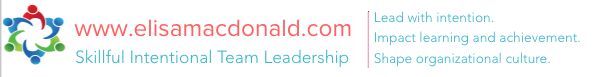 www.elisamacdonald.com
Skillful Intentional Team Leadership
Lead with intention.
Impact learning and achievement.
Shape organizational culture.